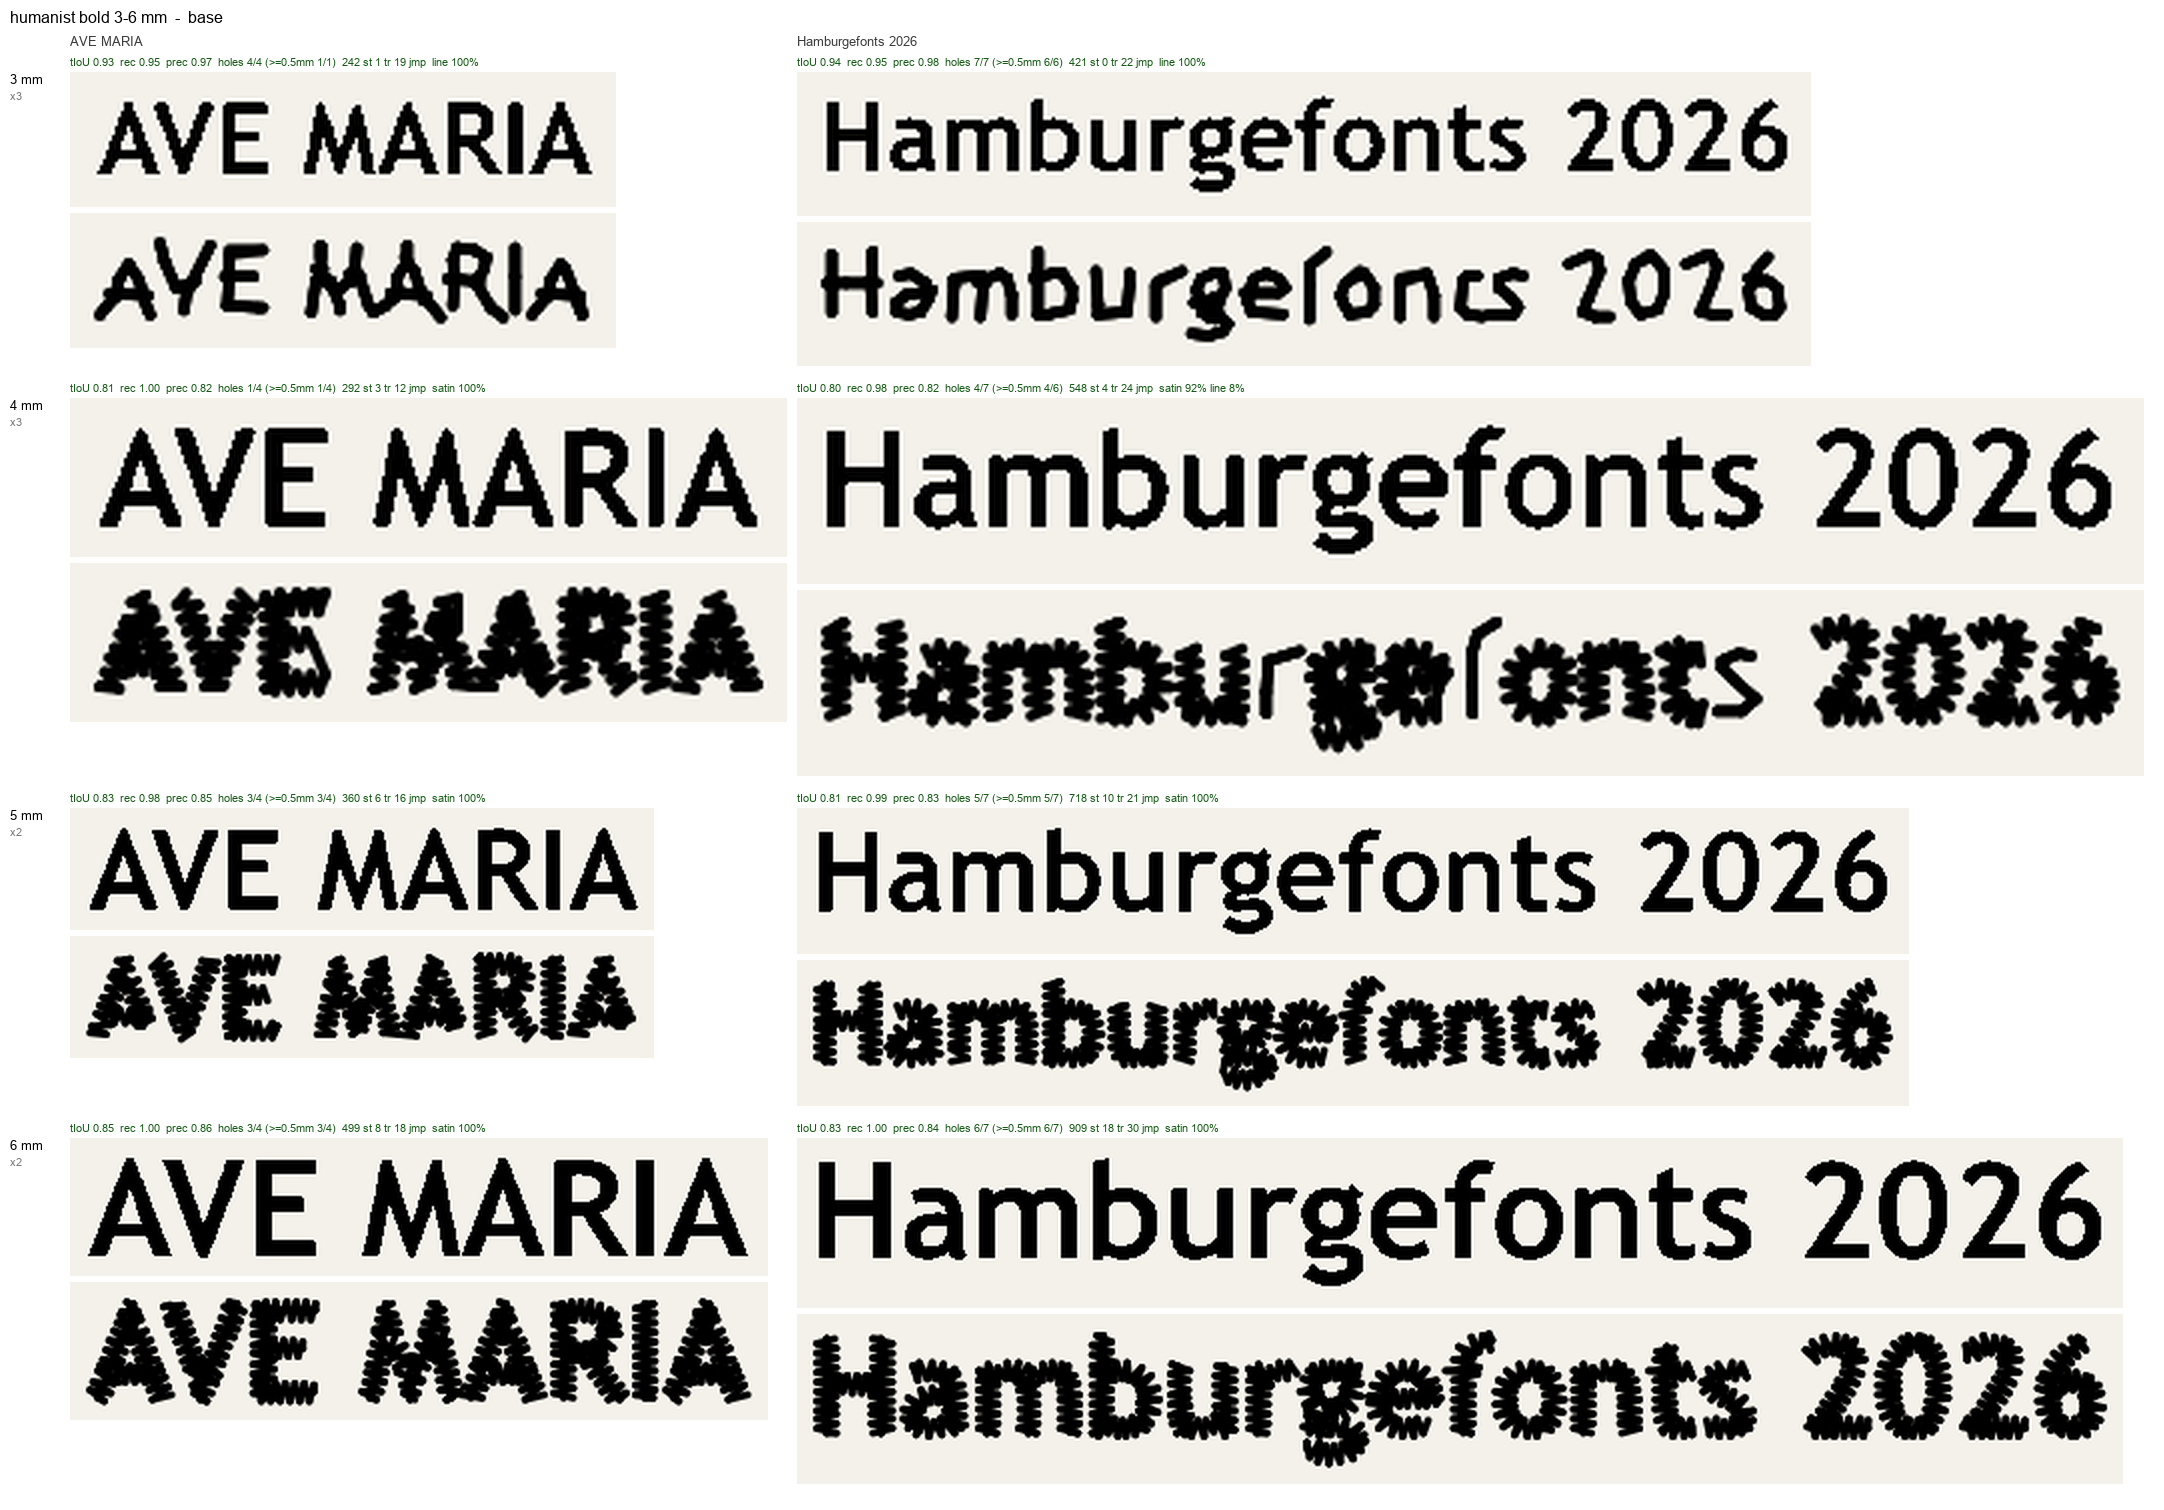 humanist bold 3-6 mm - base
AVE MARIA
Hamburgefonts 2026
tIoU 0.93 rec 0.95 prec 0.97 holes 4/4 (>=0.5mm 1/1) 242 st 1 tr 19 jmp line 100%
tIoU 0.94 rec 0.95 prec 0.98 holes 7/7 (>=0.5mm 6/6) 421 st 0 tr 22 jmp line 100%
3 mm
x3
AVE MARIA
Hamburgefonts 2026
AVE MARIA
Hamburgefoncs 2026
tIoU 0.81 rec 1.00 prec 0.82 holes 1/4 (>=0.5mm 1/4) 292 st 3 tr 12 jmp satin 100%
tIoU 0.80 rec 0.98 prec 0.82 holes 4/7 (>=0.5mm 4/6) 548 st 4 tr 24 jmp satin 92% line 8%
4 mm
x3
AVE MARIA
Hamburgefonts 2026
AVE MARIA
Hamburgefoncs 2026
tIoU 0.83 rec 0.98 prec 0.85 holes 3/4 (>=0.5mm 3/4) 360 st 6 tr 16 jmp satin 100%
tIoU 0.81 rec 0.99 prec 0.83 holes 5/7 (>=0.5mm 5/7) 718 st 10 tr 21 jmp satin 100%
5 mm
x2
AVE MARIA
Hamburgefonts 2026
AVE MARIA
Hamburgefonts 2026
tIoU 0.85 rec 1.00 prec 0.86 holes 3/4 (>=0.5mm 3/4) 499 st 8 tr 18 jmp satin 100%
tIoU 0.83 rec 1.00 prec 0.84 holes 6/7 (>=0.5mm 6/7) 909 st 18 tr 30 jmp satin 100%
6 mm
x2
AVE MARIA
Hamburgefonts 2026
AVE MARIA
Hamburgefonts 2026